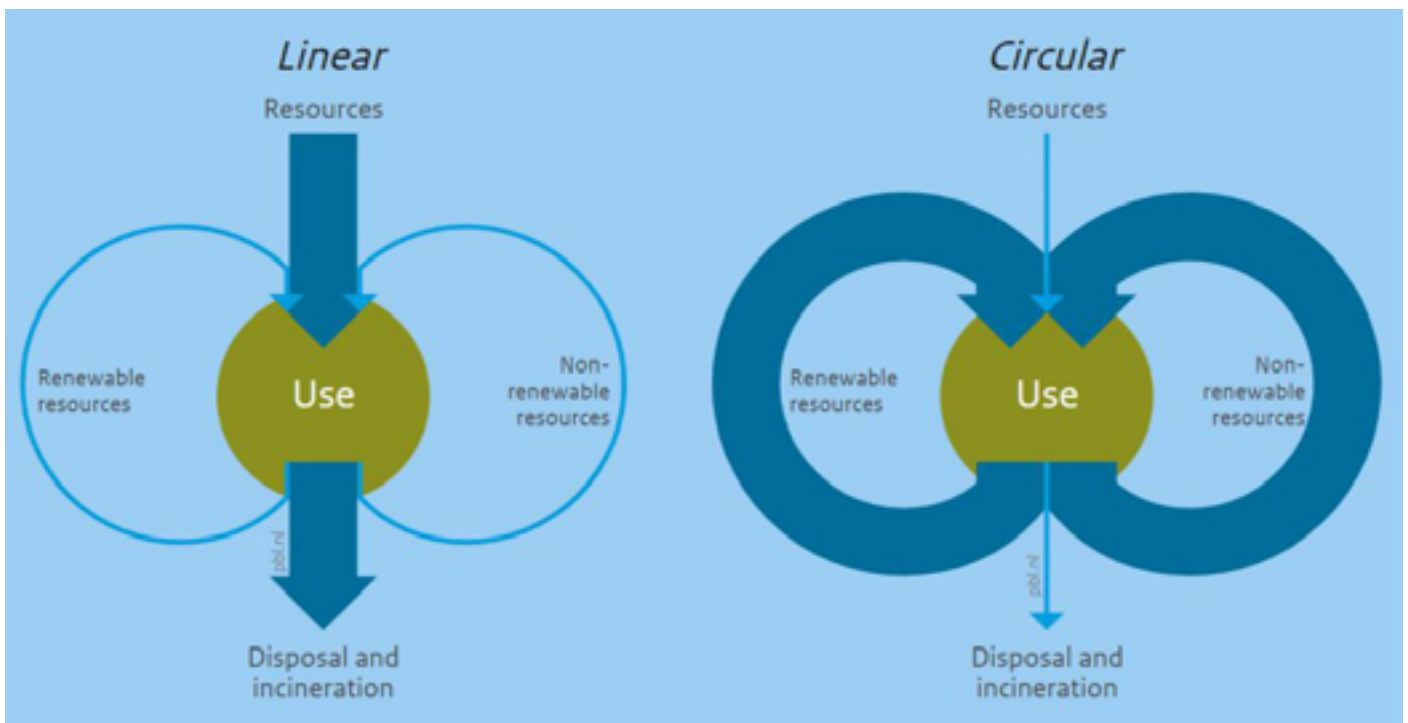 Linear
Resources
Renewable
resources
Use
Non-
renewable
resources
pbl.nl
Disposal and
incineration
Circular
Resources
Renewable
resources
Use
Non-
renewable
resources
pbl.nl
Disposal and
incineration